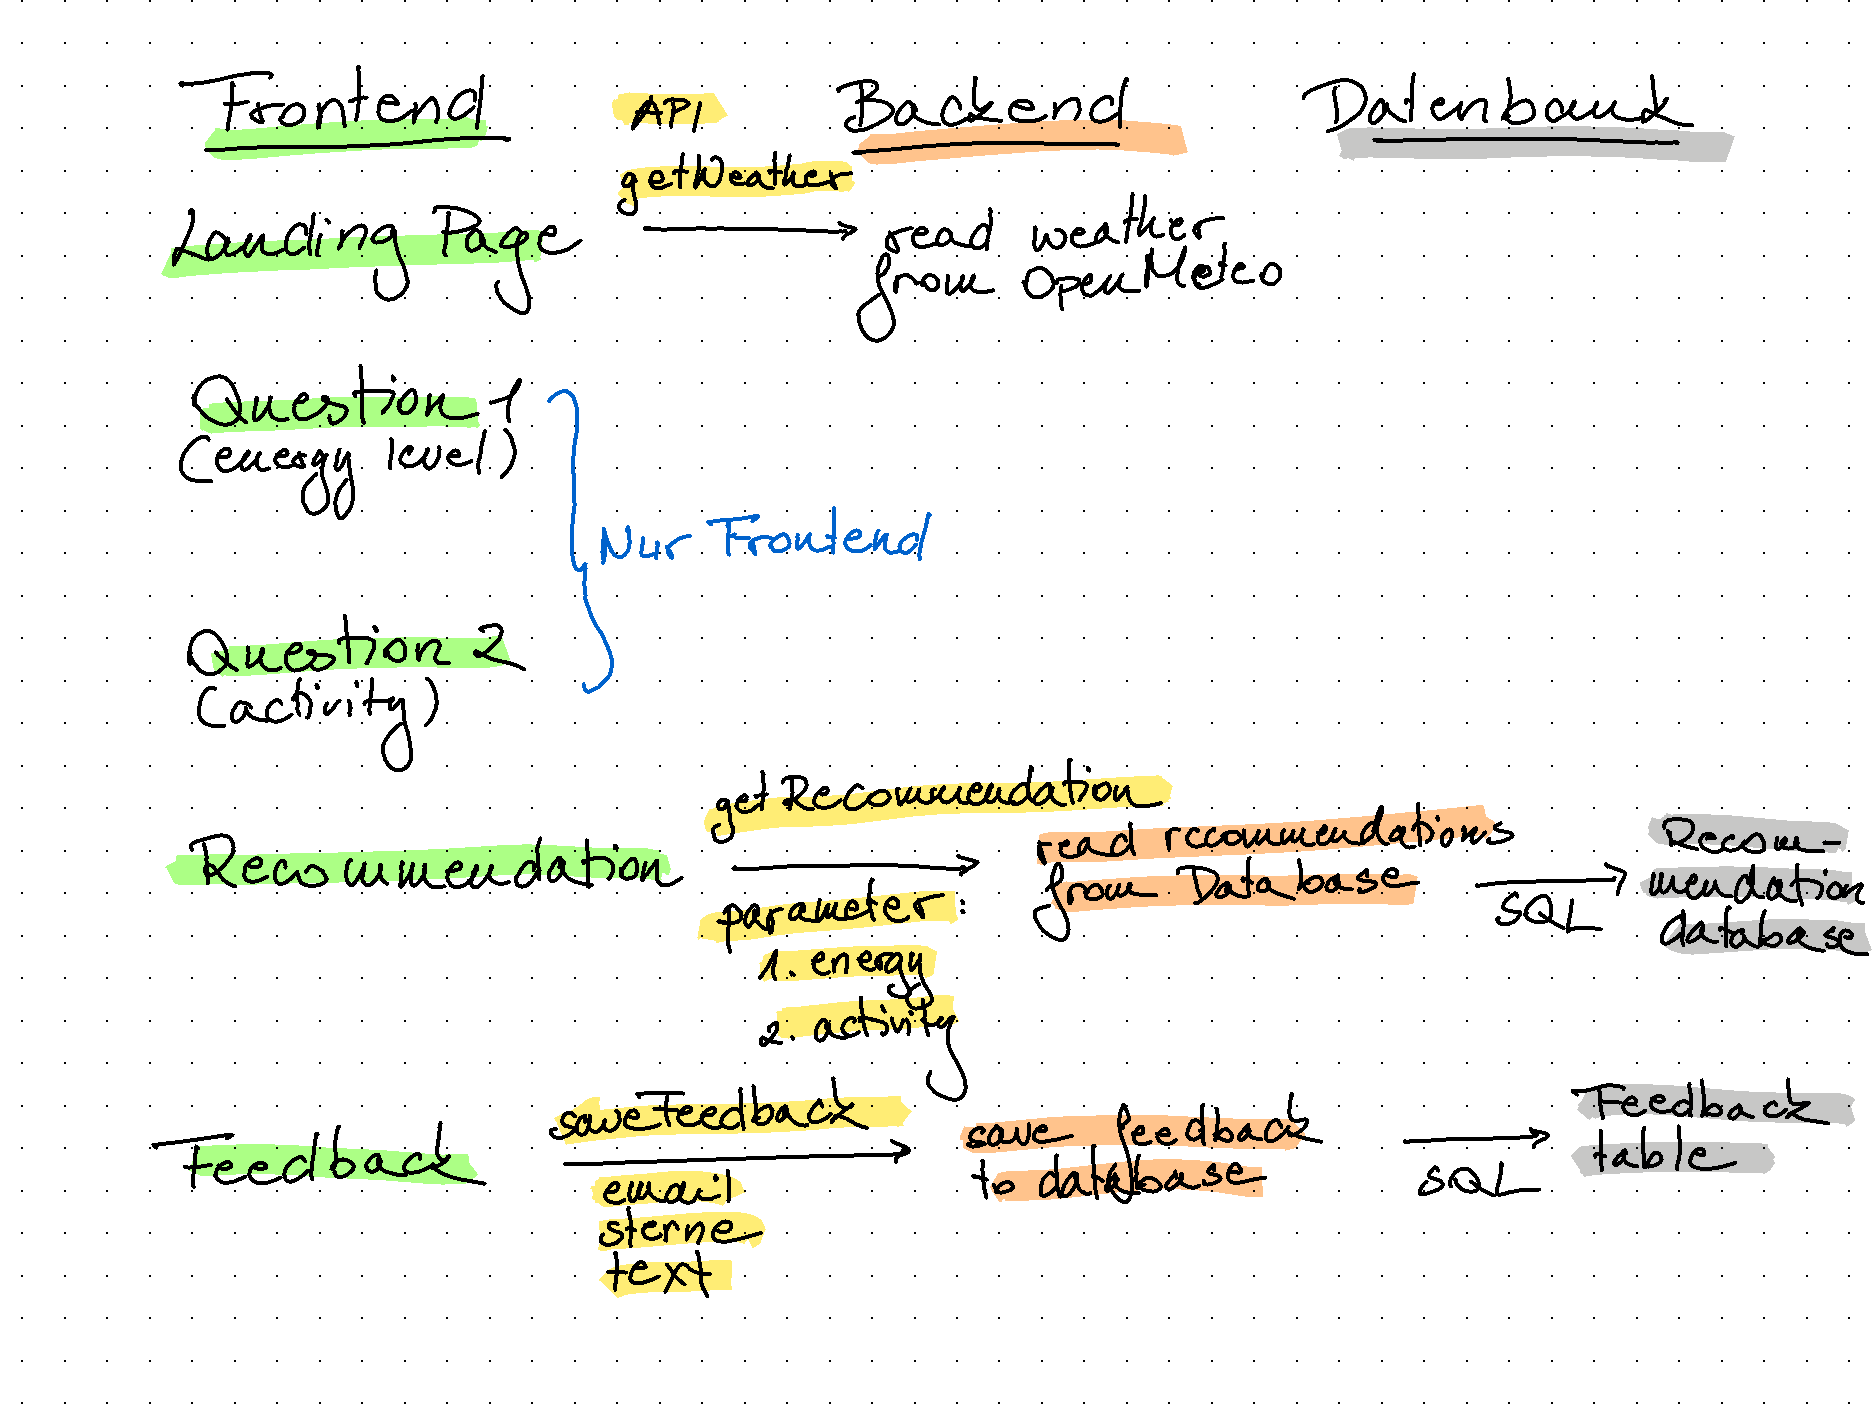 Frontend
API
Backend
Datenbank
getWeather
Landing Page
read weather
from OpenMeteo
Question 1
(energy level)
Nur Frontend
Question 2
(activity)
getRecommendation
Recommendation
read recommendations
from Database
SQL
Recom-
mendation
database
parameter:
1. energy
2. activity
Feedback
saveFeedback
email
sterne
text
save feedback
to database
SQL
Feedback
table